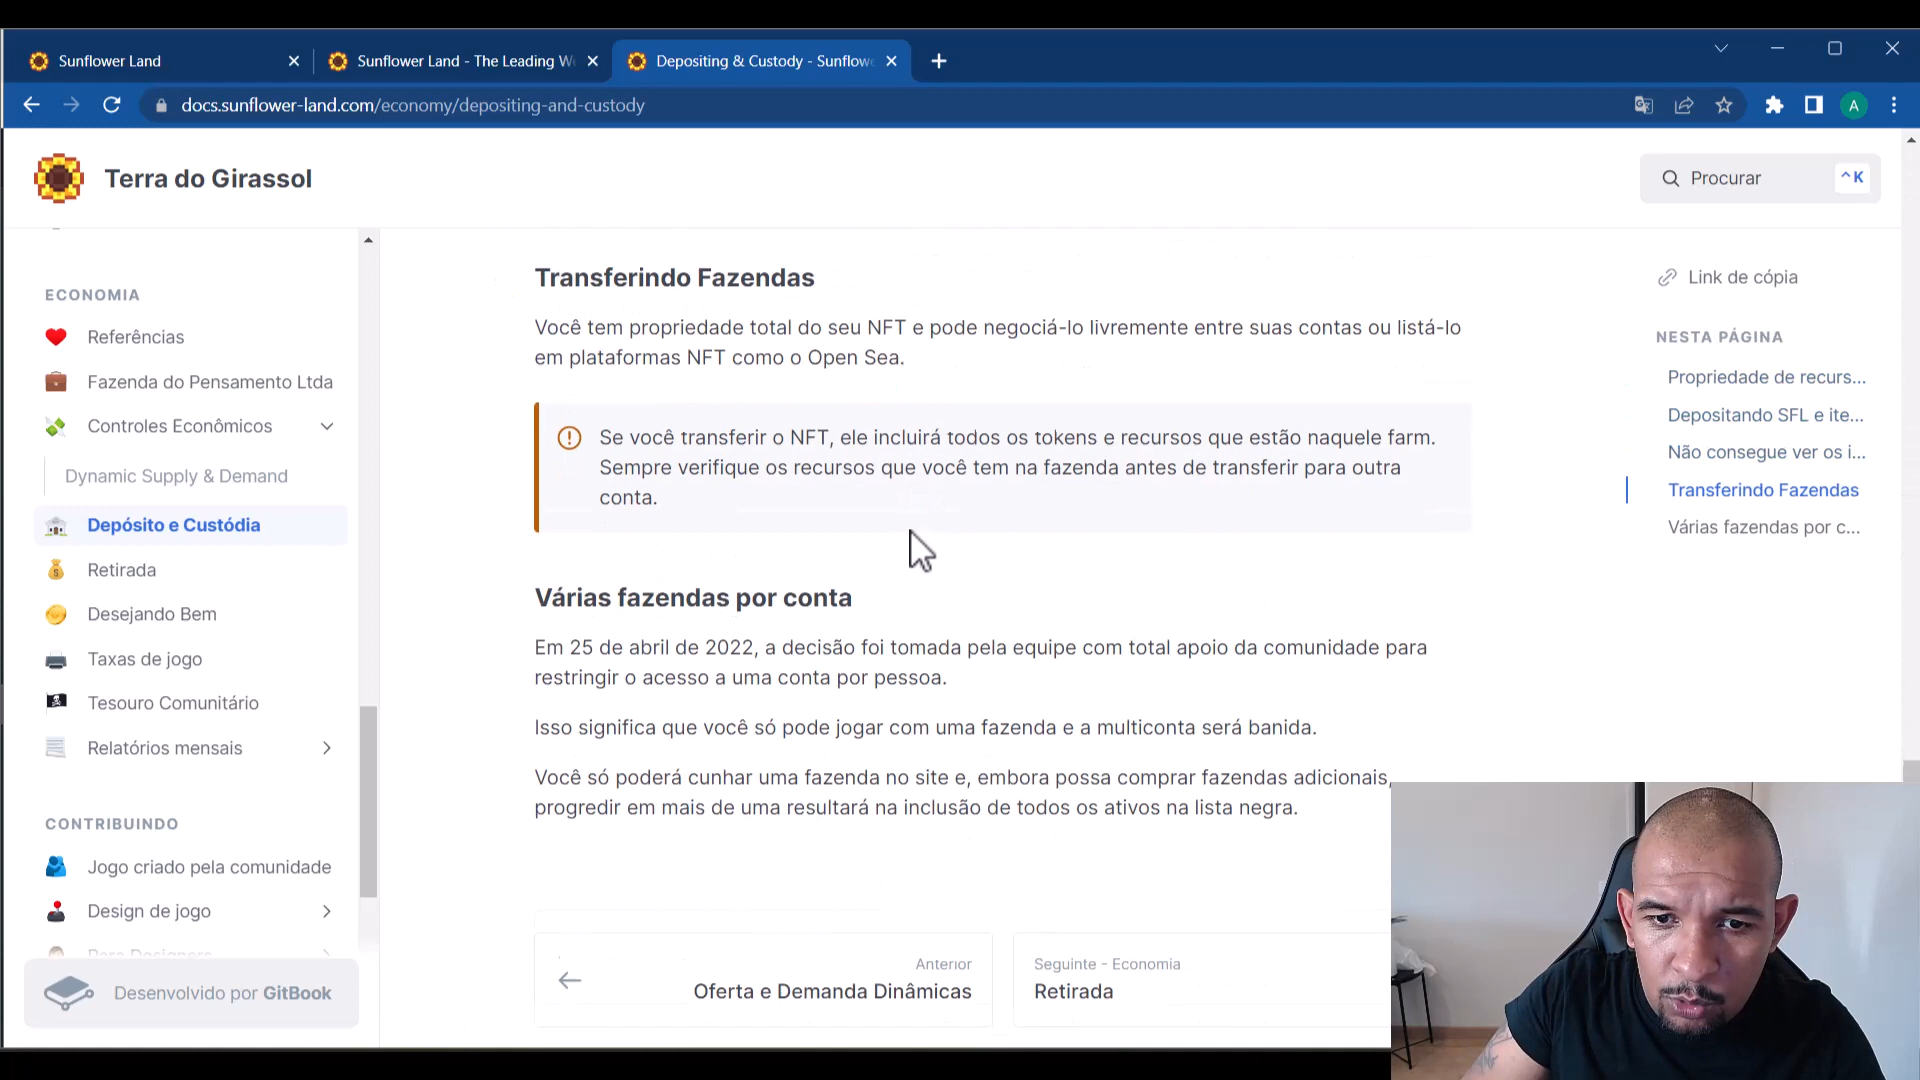 Sunflower Land
Sunflower Land - The Leading W
Depositing & Custody - Sunflow
docs.sunflower-land.com/economy/depositing-and-custody
A
Terra do Girassol
Procurar
^K
ECONOMIA
Referências
Fazenda do Pensamento Ltda
Controles Econômicos
Dynamic Supply & Demand
Depósito e Custódia
Retirada
Desejando Bem
Taxas de jogo
Tesouro Comunitário
Relatórios mensais
CONTRIBUINDO
Jogo criado pela comunidade
Design de jogo
Desenvolvido por GitBook
Transferindo Fazendas
Você tem propriedade total do seu NFT e pode negociá-lo livremente entre suas contas ou listá-lo
em plataformas NFT como o Open Sea.
Se você transferir o NFT, ele incluirá todos os tokens e recursos que estão naquele farm.
Sempre verifique os recursos que você tem na fazenda antes de transferir para outra
conta.
Várias fazendas por conta
Em 25 de abril de 2022, a decisão foi tomada pela equipe com total apoio da comunidade para
restringir o acesso a uma conta por pessoa.
Isso significa que você só pode jogar com uma fazenda e a multiconta será banida.
Você só poderá cunhar uma fazenda no site e, embora possa comprar fazendas adicionais,
progredir em mais de uma resultará na inclusão de todos os ativos na lista negra.
Anterior
Oferta e Demanda Dinâmicas
Seguinte - Economia
Retirada
Link de cópia
NESTA PÁGINA
Propriedade de recurs...
Depositando SFL e ite...
Não consegue ver os i...
Transferindo Fazendas
Várias fazendas por c...